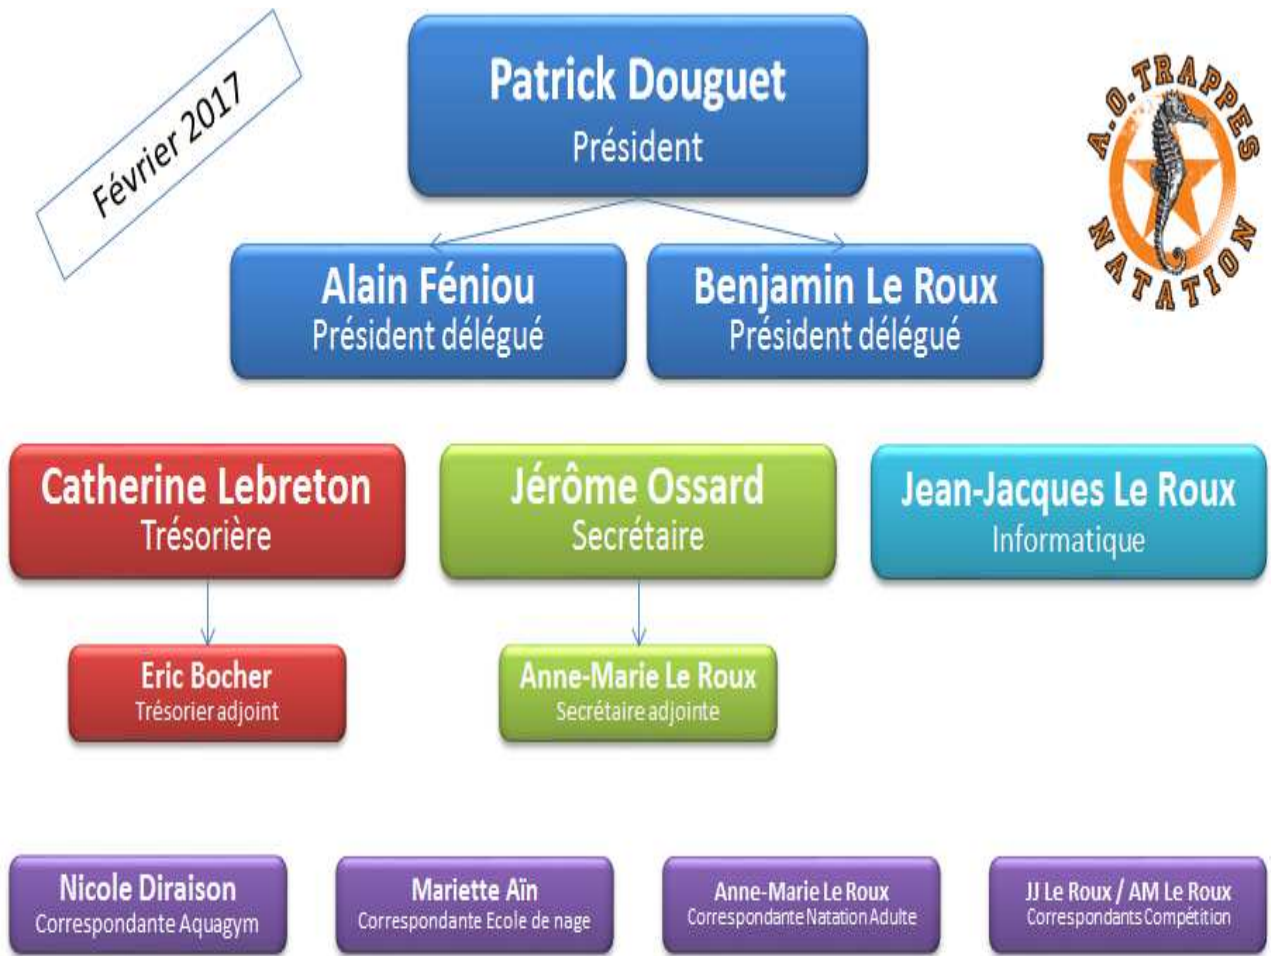 Février 2017
Patrick Douguet
Président
A.O. TRAPPES
NATATION
Alain Féniou
Président délégué
Benjamin Le Roux
Président délégué
Catherine Lebreton
Trésorière
Jérôme Ossard
Secrétaire
Jean-Jacques Le Roux
Informatique
Eric Bocher
Trésorier adjoint
Anne-Marie Le Roux
Secrétaire adjointe
Nicole Diraison
Correspondante Aquagym
Mariette Aïn
Correspondante Ecole de nage
Anne-Marie Le Roux
Correspondante Natation Adulte
JJ Le Roux / AM Le Roux
Correspondants Compétition